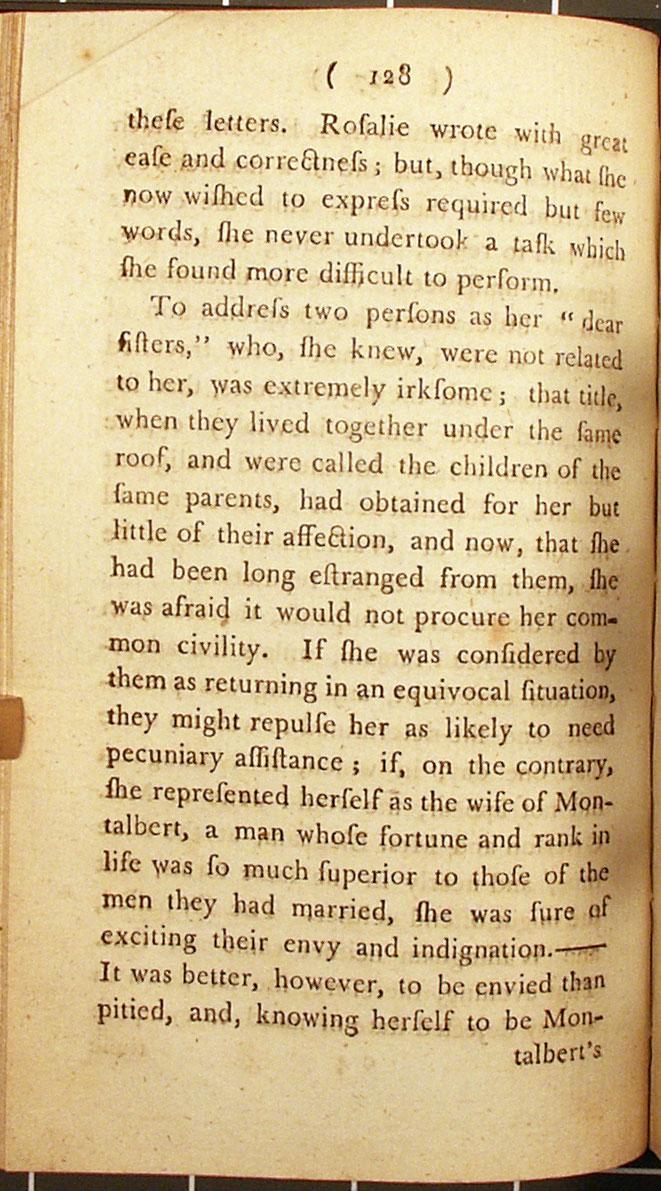 ( 128 )
theſe letters. Roſalie wrote with great
eaſe and correctneſs; but, though what ſhe
now wiſhed to expreſs required but few
words, ſhe never undertook a taſk which
ſhe found more difficult to perform.
To addreſs two perſons as her “dear
ſiſters,” who, ſhe knew, were not related
to her, was extremely irkſome; that title,
when they lived together under the ſame
roof, and were called the children of the
ſame parents, had obtained for her but
little of their affection, and now, that ſhe
had been long eſtranged from them, ſhe
was afraid it would not procure her com-
mon civility. If ſhe was conſidered by
them as returning in an equivocal ſituation,
they might repulſe her as likely to need
pecuniary aſſiſtance; if, on the contrary,
ſhe repreſented herſelf as the wife of Mon-
talbert, a man whoſe fortune and rank in
life was ſo much ſuperior to thoſe of the
men they had married, ſhe was ſure of
exciting their envy and indignation.——
It was better, however, to be envied than
pitied, and, knowing herſelf to be Mon-
talbert's